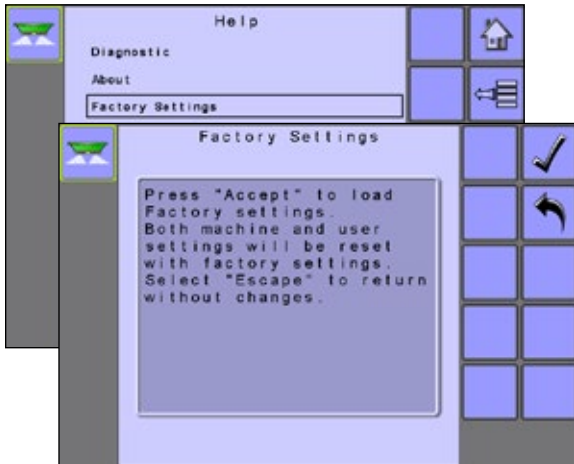 Help
Diagnostic
About
Factory Settings
Factory Settings
Press "Accept" to load
Factory settings.
Both machine and user
settings will be reset
with factory settings.
Select "Escape" to return
without changes.